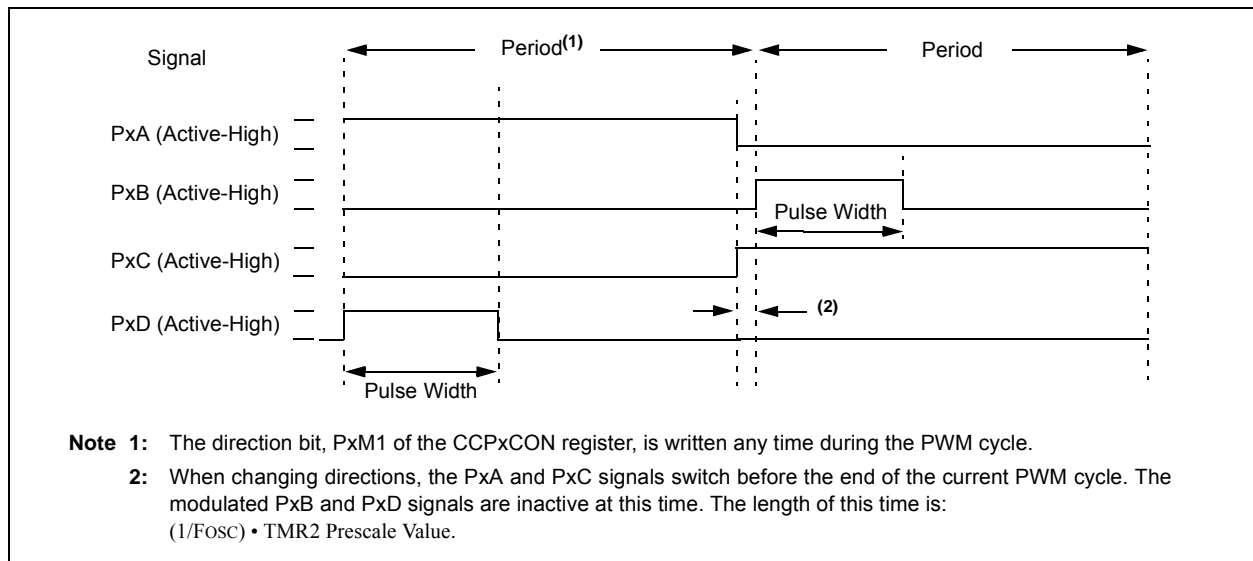 Signal
Period(1)
Period
PxA (Active-High)
PxB (Active-High)
Pulse Width
PxC (Active-High)
(2)
PxD (Active-High)
Pulse Width
Note 1: The direction bit, PxM1 of the CCPxCON register, is written any time during the PWM cycle.
2: When changing directions, the PxA and PxC signals switch before the end of the current PWM cycle. The
modulated PxB and PxD signals are inactive at this time. The length of this time is:
(1/FOSC) • TMR2 Prescale Value.